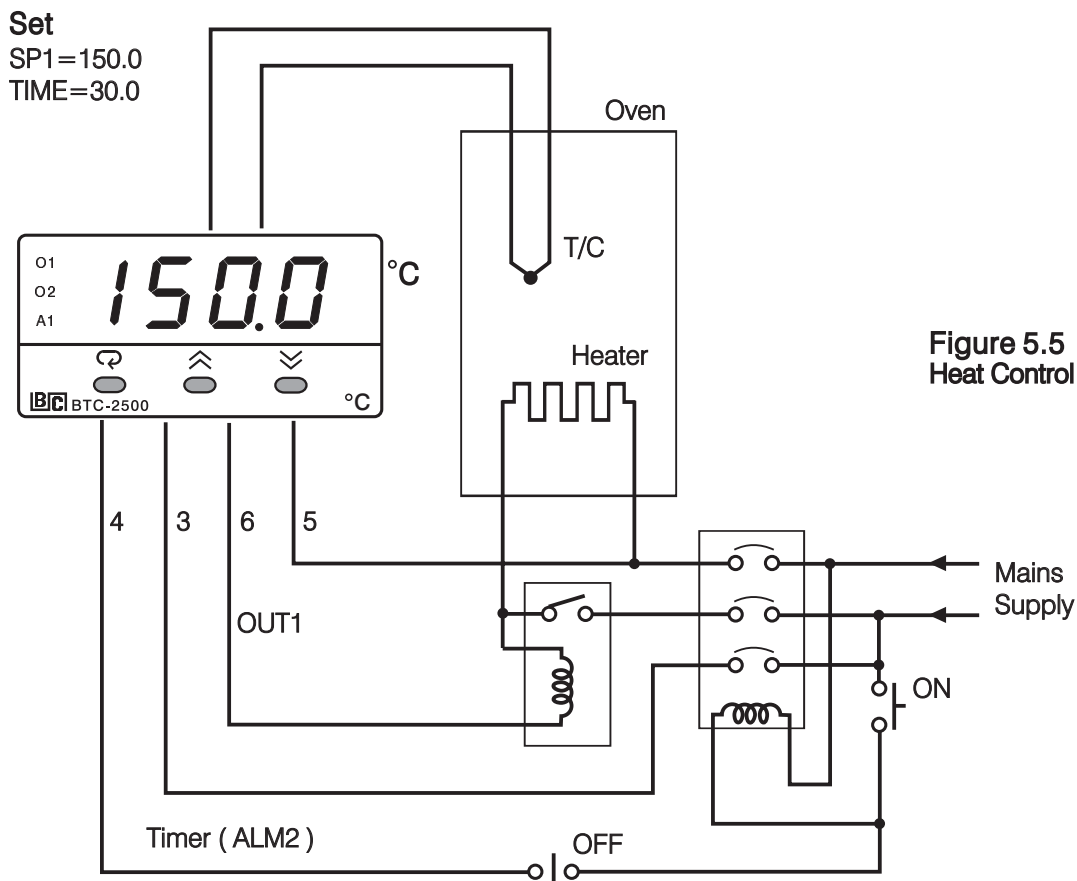 Set
SP1=150.0
TIME=30.0
Oven
T/C
O1
O2
A1
150.0
°C
Heater
BC BTC-2500
°C
Figure 5.5
Heat Control
4
3
6
5
Mains
Supply
OUT1
ON
Timer ( ALM2 )
OFF